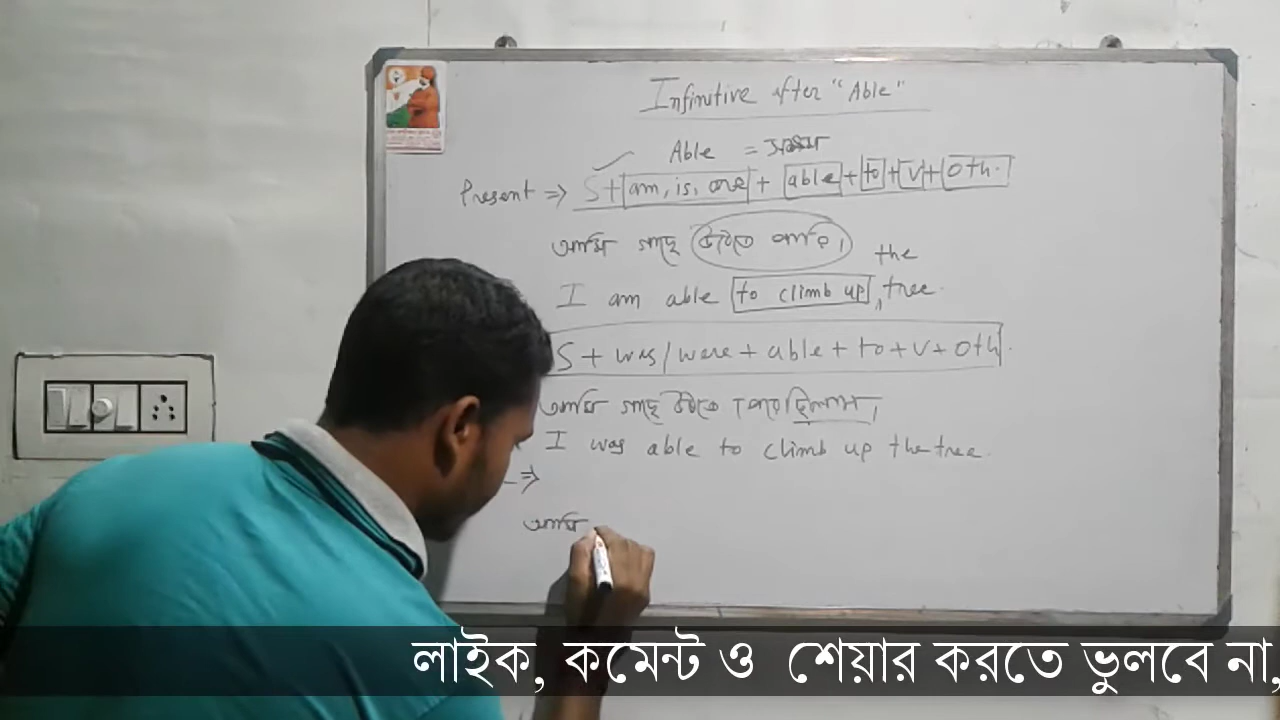 Infinitive after "Able"
Able = সক্ষম
Present ⇒ S + am, is, are + able + to + V + Oth.
আমি গাছে উঠতে পারি।
the
I am able to climb up, tree.
S + was/were + able + to + V + Oth.
আমি গাছে উঠতে পেরেছিলাম।
I was able to climb up the tree.
⇒
আমি
লাইক, কমেন্ট ও শেয়ার করতে ভুলবে না,